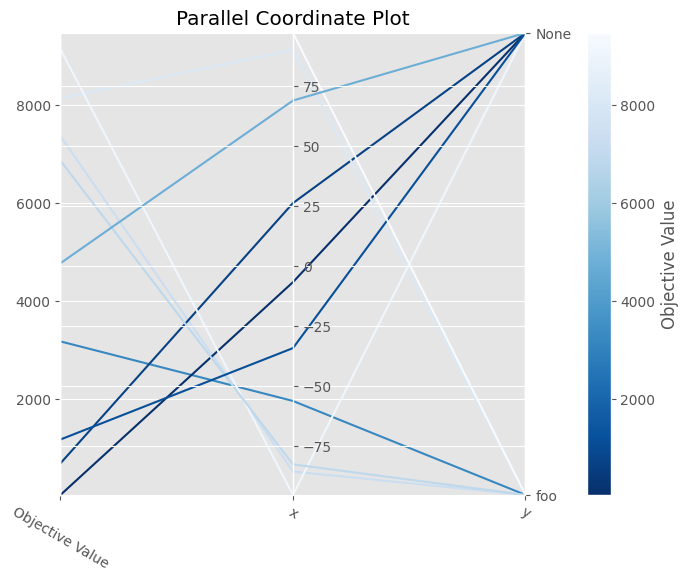 Parallel Coordinate Plot
8000
6000
4000
2000
Objective Value
75
50
25
0
−25
−50
−75
x
None
foo
y
8000
6000
4000
2000
Objective Value